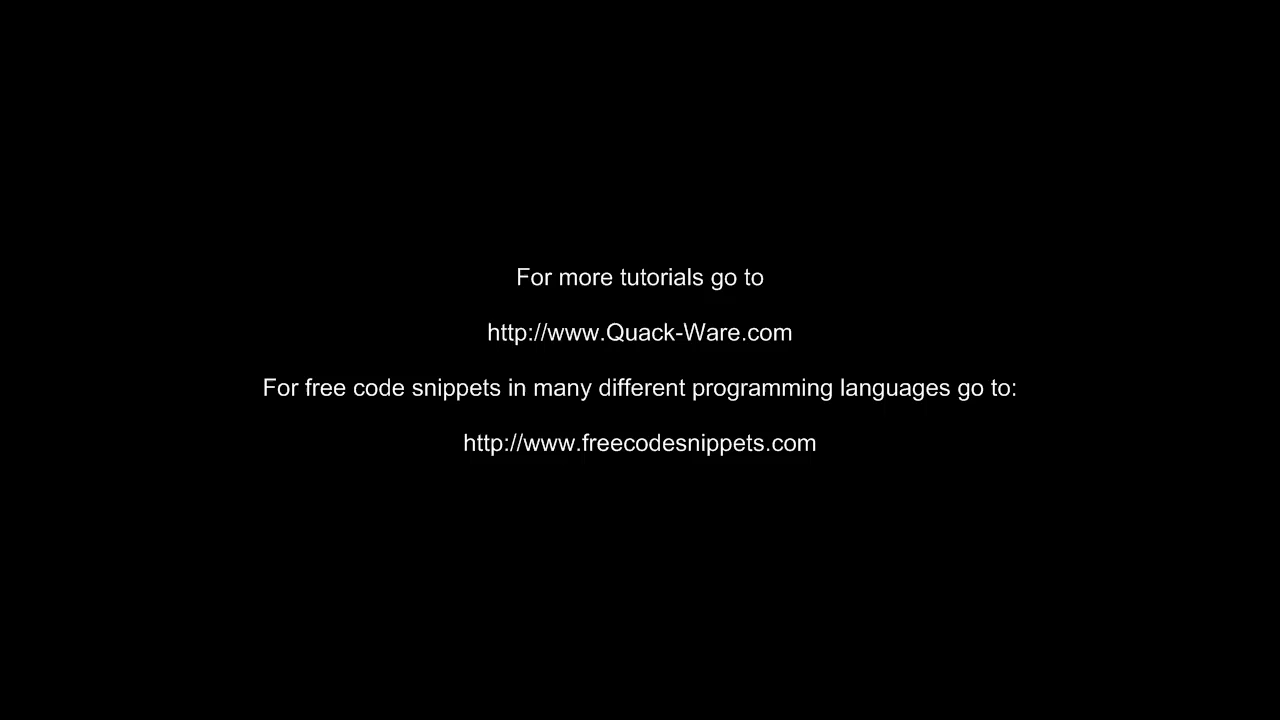 For more tutorials go to
http://www.Quack-Ware.com
For free code snippets in many different programming languages go to:
http://www.freecodesnippets.com